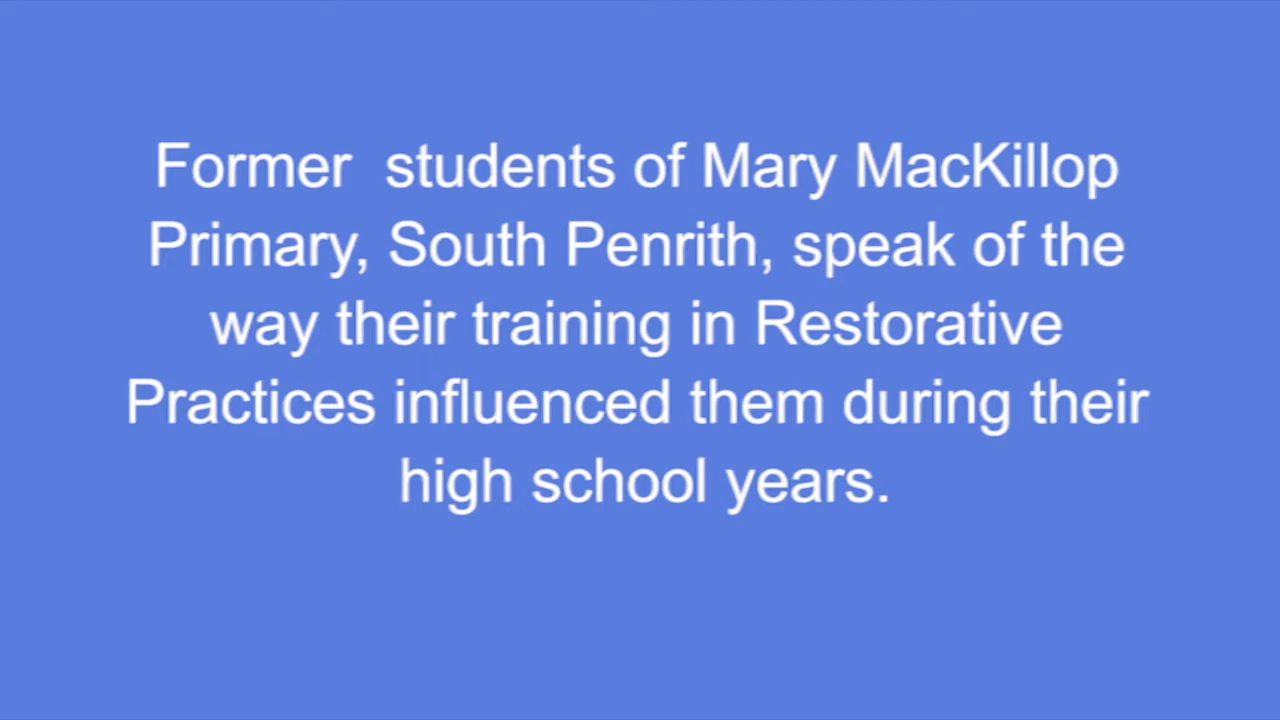 Former  students of Mary MacKillop
Primary, South Penrith, speak of the
way their training in Restorative
Practices influenced them during their
high school years.